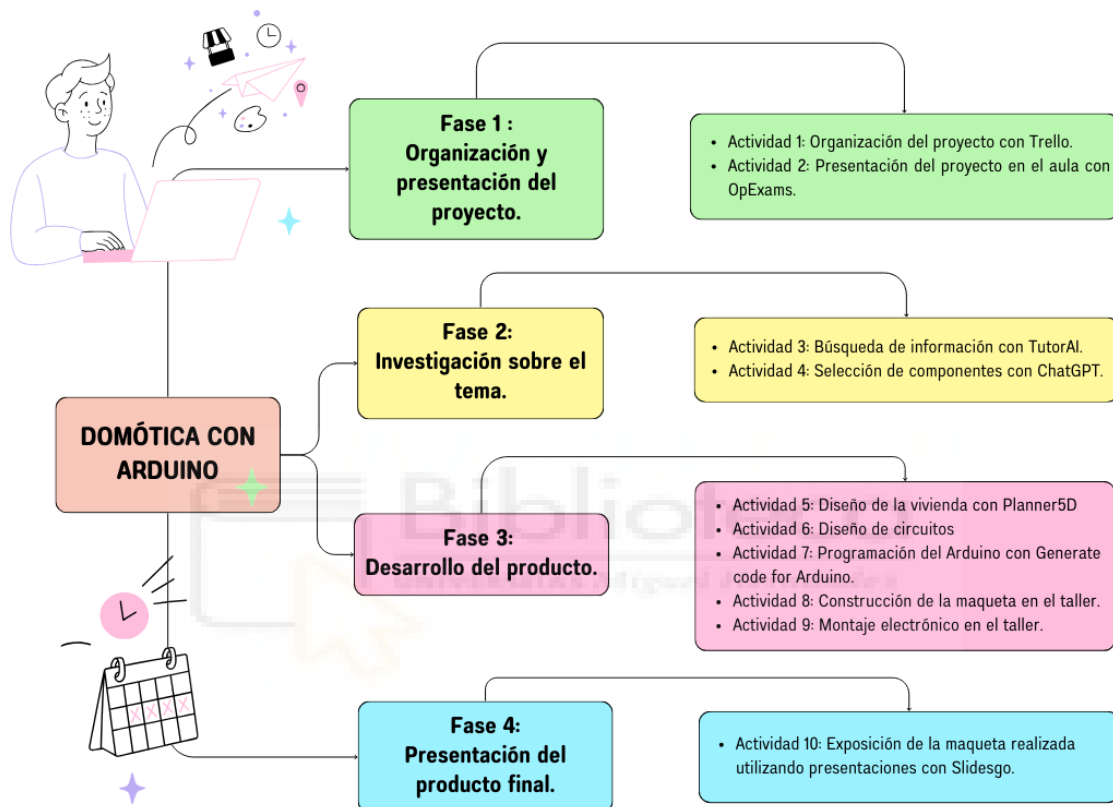 Fase 1 :
Organización y
presentación del
proyecto.
• Actividad 1: Organización del proyecto con Trello.
• Actividad 2: Presentación del proyecto en el aula con
OpExams.
Fase 2:
Investigación sobre el
tema.
• Actividad 3: Búsqueda de información con TutorAI.
• Actividad 4: Selección de componentes con ChatGPT.
DOMÓTICA CON
ARDUINO
Biblioteca
Fase 3:
Desarrollo del producto.
• Actividad 5: Diseño de la vivienda con Planner5D
• Actividad 6: Diseño de circuitos
• Actividad 7: Programación del Arduino con Generate
code for Arduino.
• Actividad 8: Construcción de la maqueta en el taller.
• Actividad 9: Montaje electrónico en el taller.
Fase 4:
Presentación del
producto final.
• Actividad 10: Exposición de la maqueta realizada
utilizando presentaciones con Slidesgo.